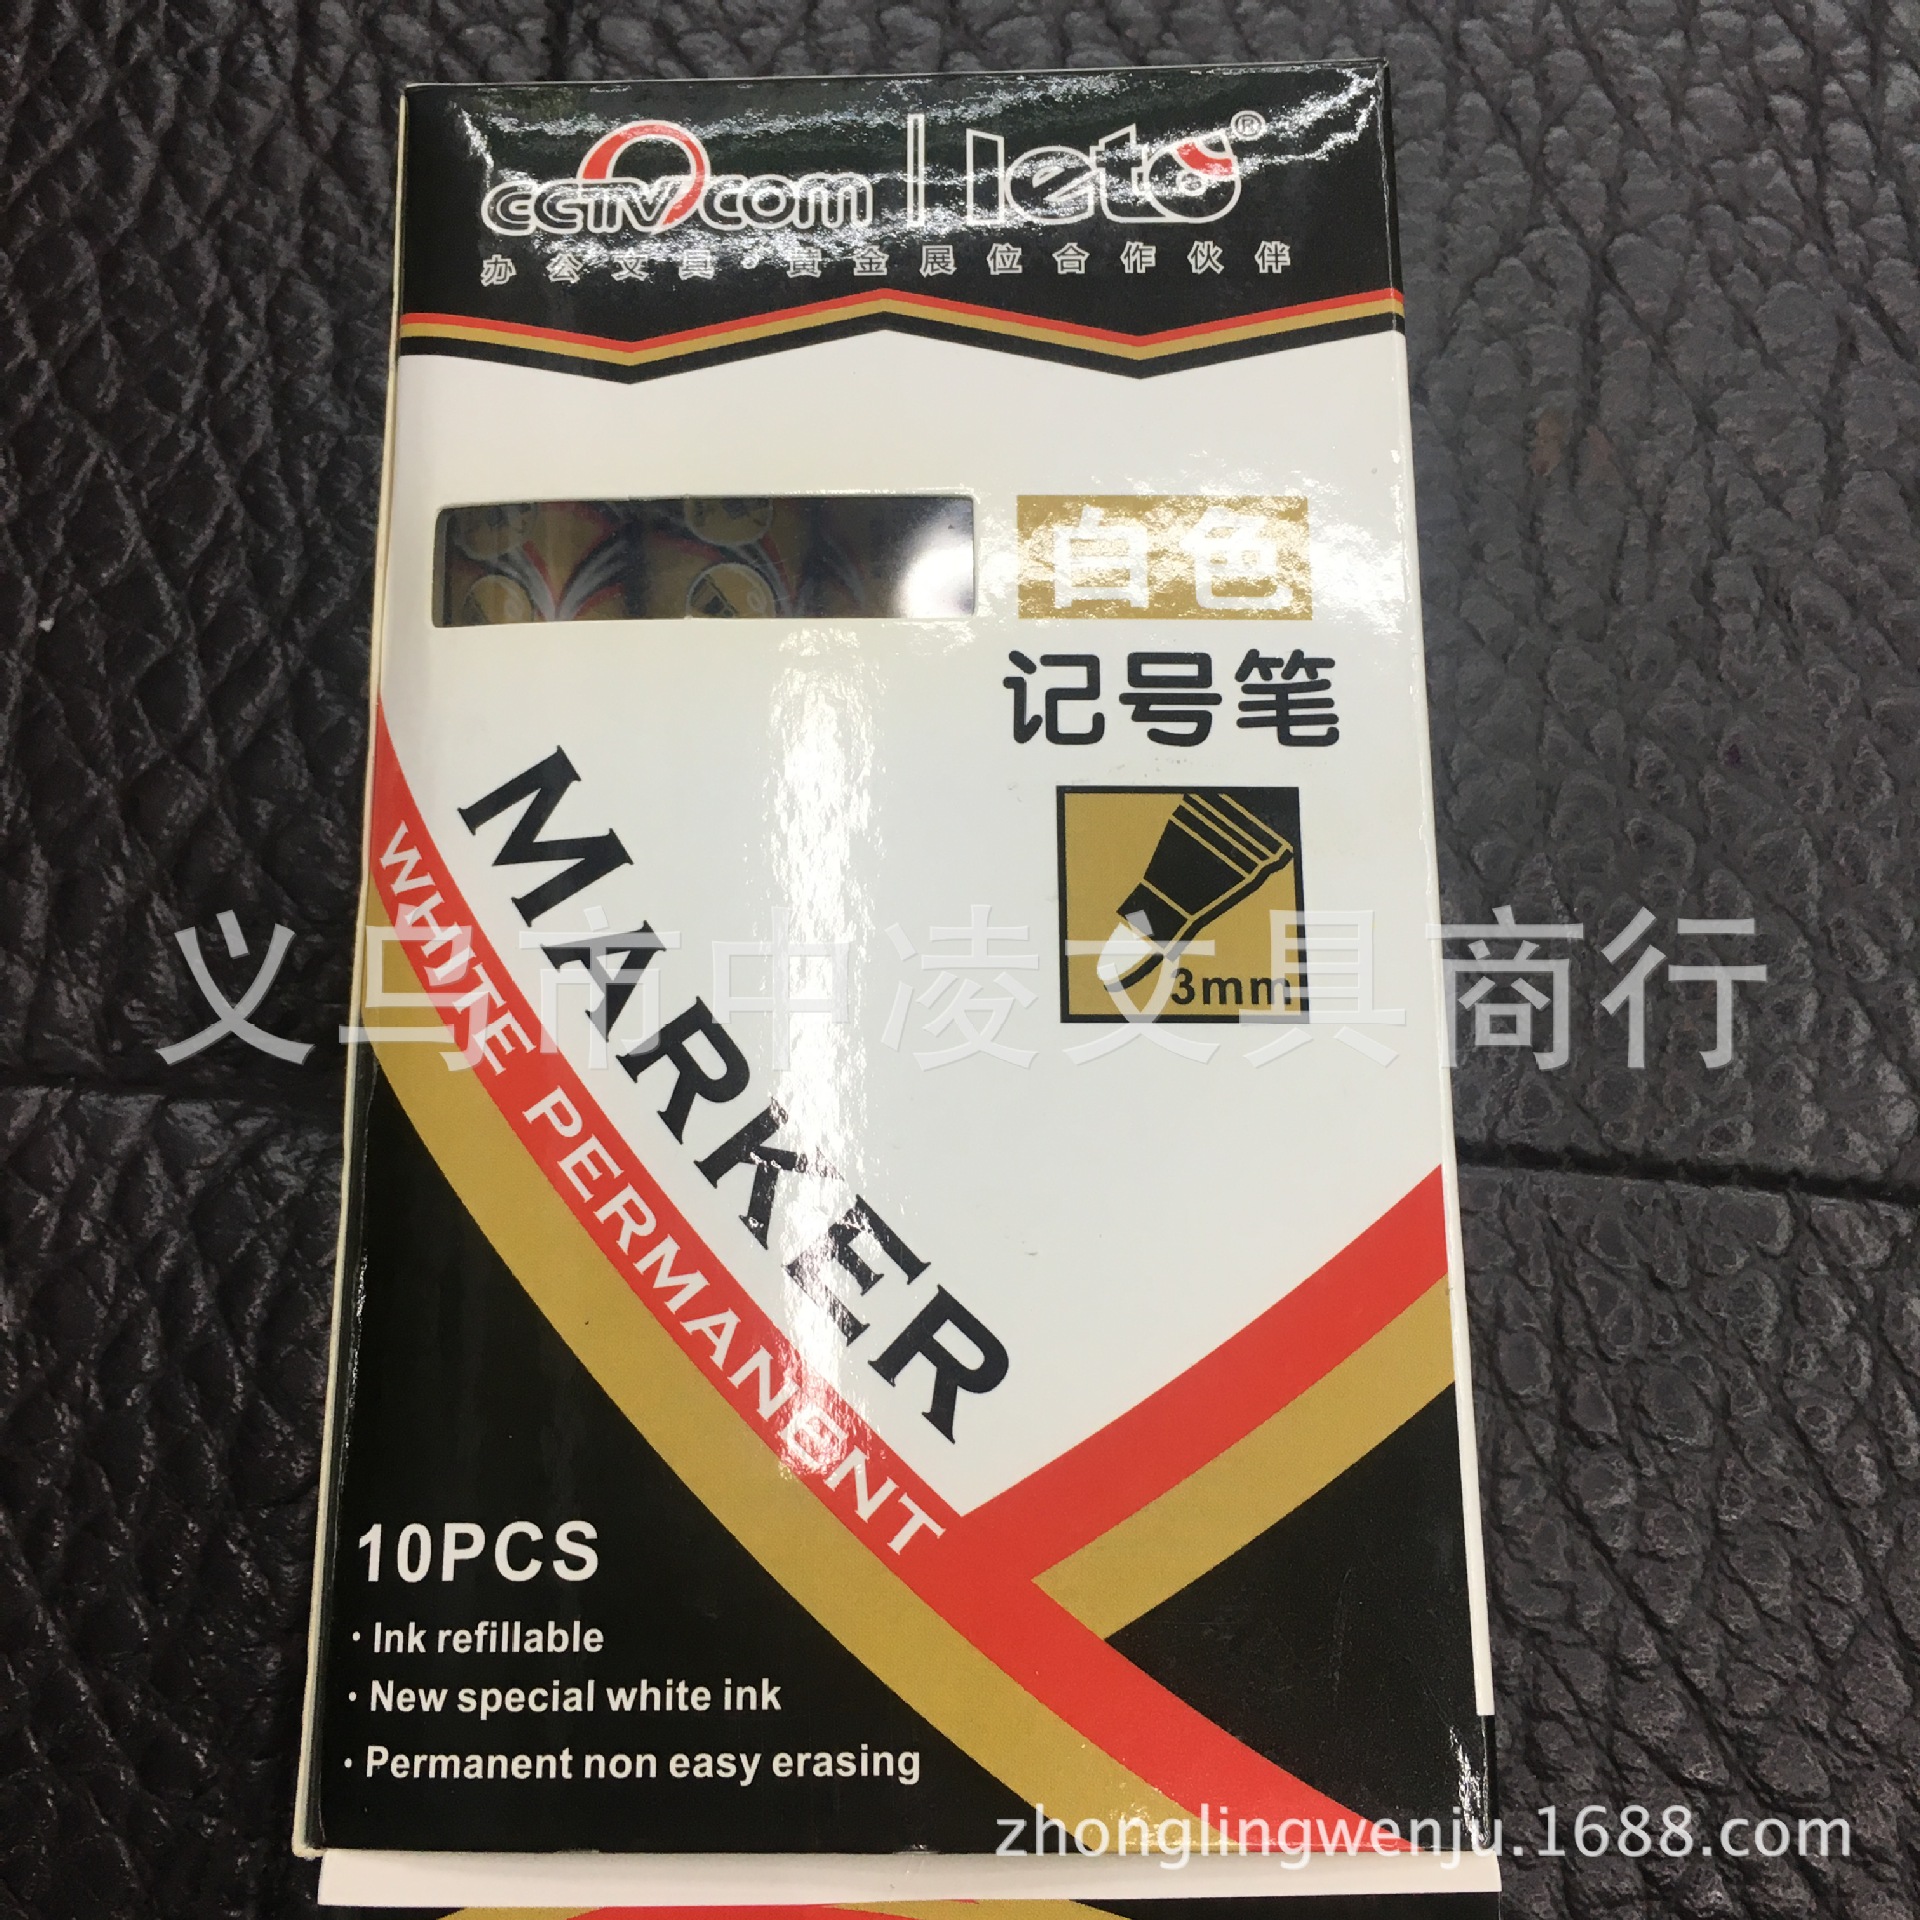 CCTV.com | leto®
办公文具·黄金展位合作伙伴
白色
记号笔
3mm
MARKER
WHITE PERMANENT
义乌市中凌文具商行
10PCS
· Ink refillable
· New special white ink
· Permanent non easy erasing
zhonglingwenju.1688.com